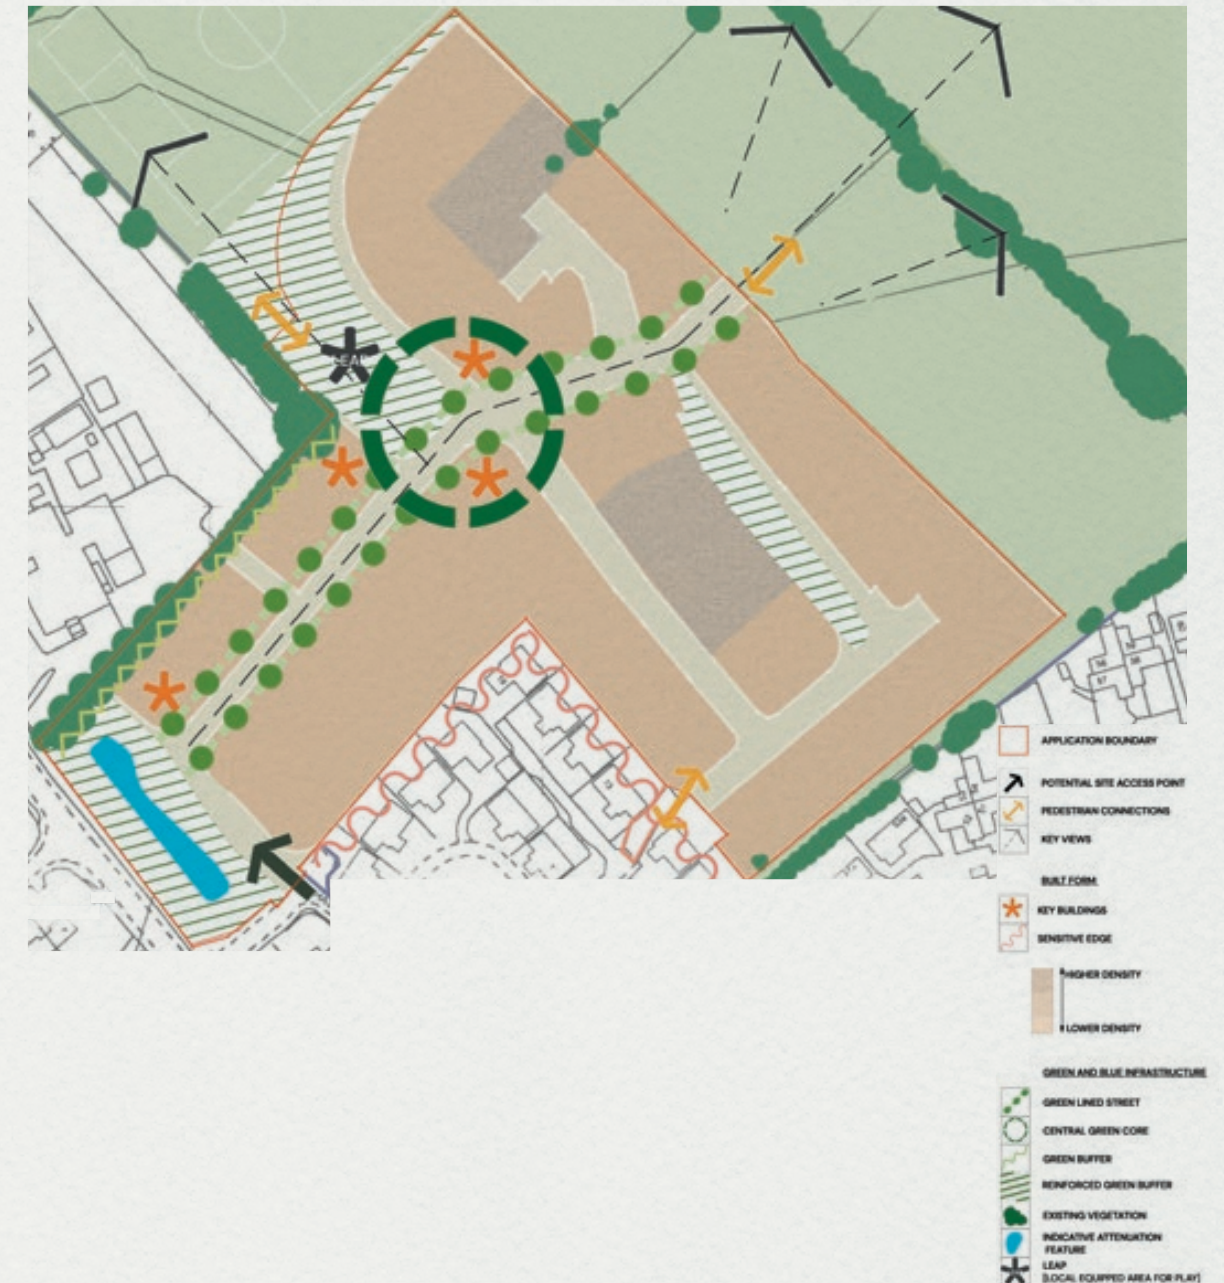 LEAP
APPLICATION BOUNDARY
POTENTIAL SITE ACCESS POINT
PEDESTRIAN CONNECTIONS
KEY VIEWS
BUILT FORM:
KEY BUILDINGS
SENSITIVE EDGE
HIGHER DENSITY
LOWER DENSITY
GREEN AND BLUE INFRASTRUCTURE
GREEN LINED STREET
CENTRAL GREEN CORE
GREEN BUFFER
REINFORCED GREEN BUFFER
EXISTING VEGETATION
INDICATIVE ATTENUATION
FEATURE
LEAP
(LOCAL EQUIPPED AREA FOR PLAY)